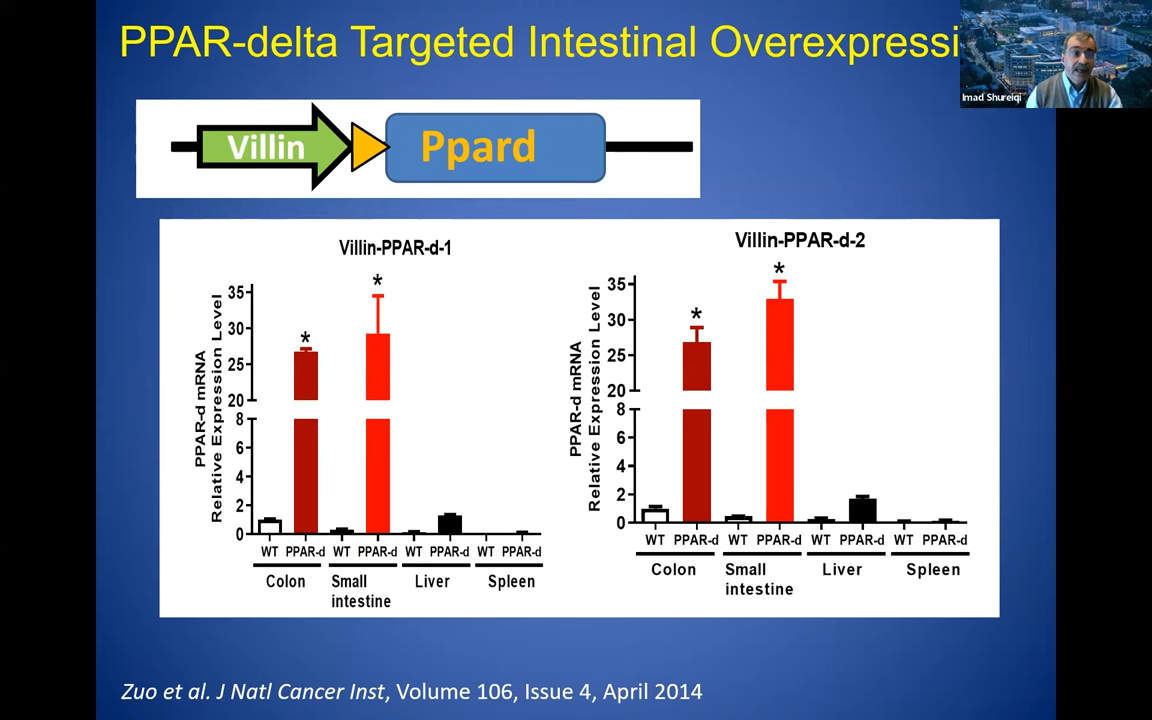 PPAR-delta Targeted Intestinal Overexpressi
Imad Shureiqi
Villin
Ppard
Villin-PPAR-d-1
PPAR-d mRNA
Relative Expression Level
35
30
25
20
8
6
4
2
0
*
*
WT PPAR-d WT PPAR-d WT PPAR-d WT PPAR-d
Colon Small intestine Liver Spleen
Villin-PPAR-d-2
PPAR-d mRNA
Relative Expression Level
35
30
25
20
8
6
4
2
0
*
*
WT PPAR-d WT PPAR-d WT PPAR-d WT PPAR-d
Colon Small intestine Liver Spleen
Zuo et al. J Natl Cancer Inst, Volume 106, Issue 4, April 2014